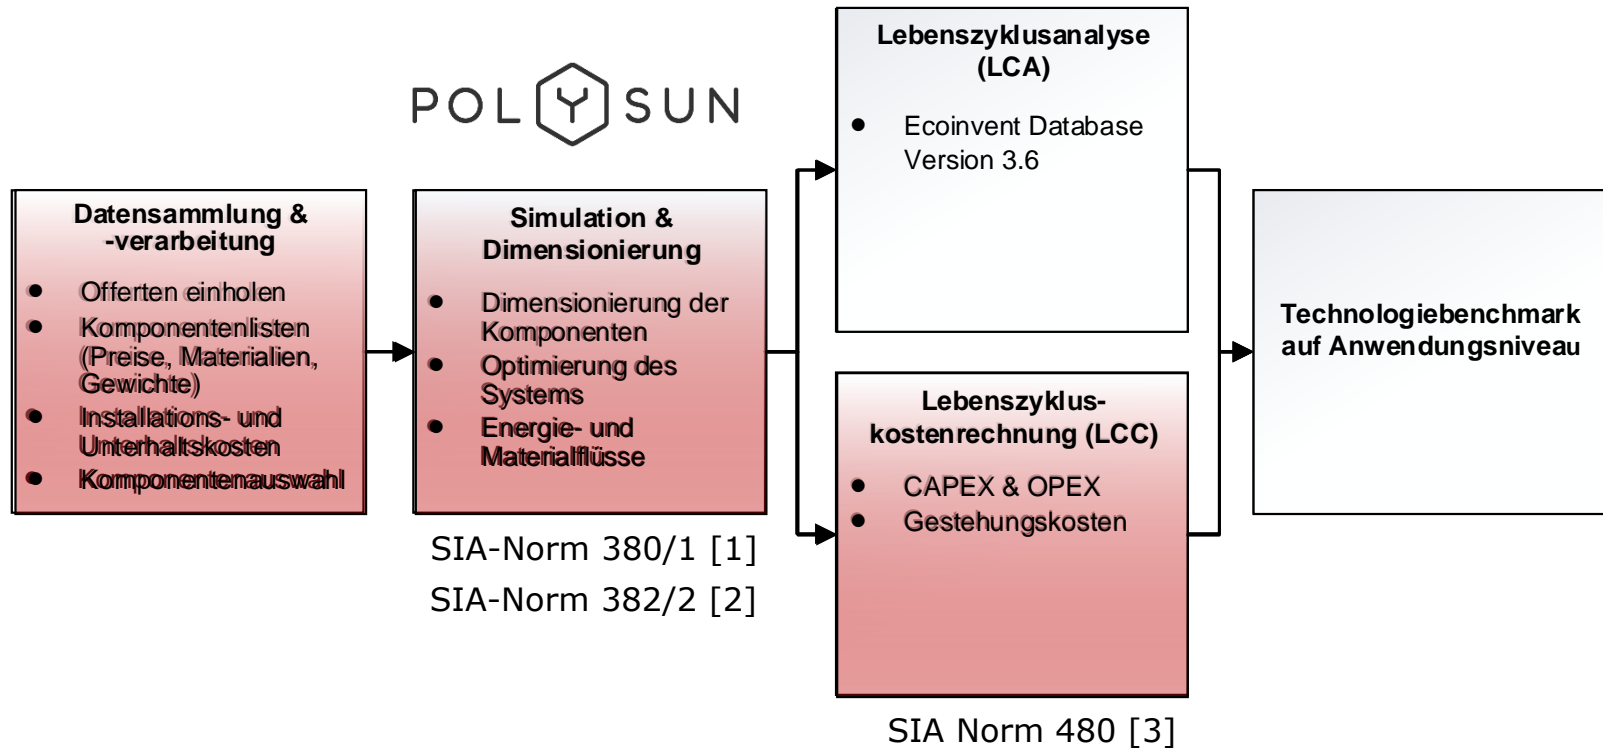 POLYSUN
Datensammlung &
-verarbeitung
● Offerten einholen
● Komponentenlisten
(Preise, Materialien,
Gewichte)
● Installations- und
Unterhaltskosten
● Komponentenauswahl
Simulation &
Dimensionierung
● Dimensionierung der
Komponenten
● Optimierung des
Systems
● Energie- und
Materialflüsse
SIA-Norm 380/1 [1]
SIA-Norm 382/2 [2]
Lebenszyklusanalyse
(LCA)
● Ecoinvent Database
Version 3.6
Lebenszyklus-
kostenrechnung (LCC)
● CAPEX & OPEX
● Gestehungskosten
SIA Norm 480 [3]
Technologiebenchmark
auf Anwendungsniveau